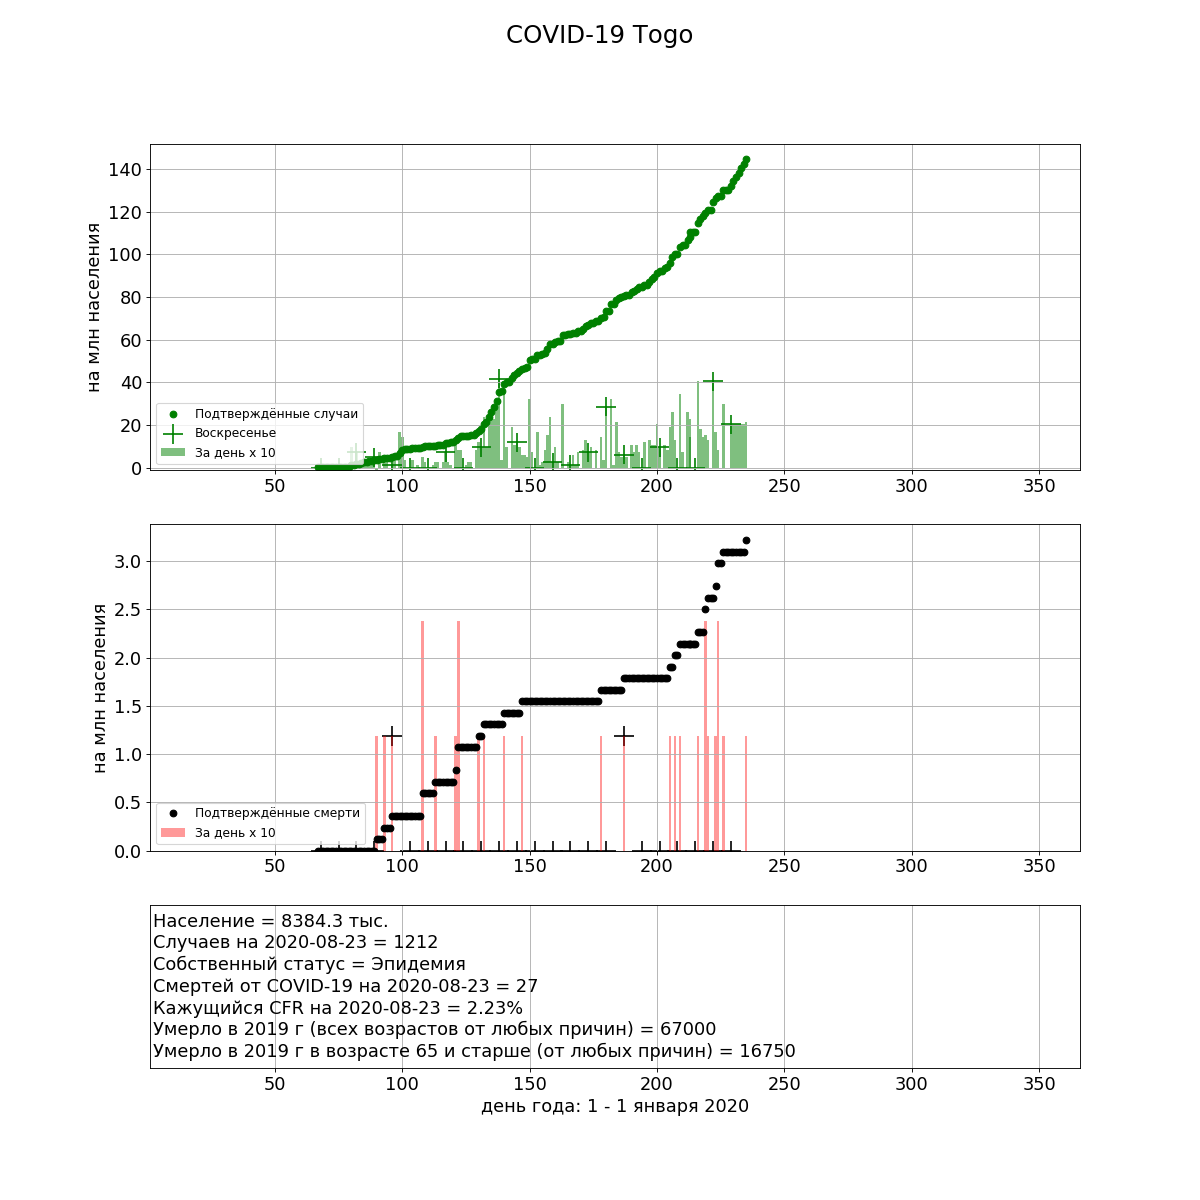 COVID-19 Togo
140
120
100
80
60
40
20
0
на млн населения
Подтверждённые случаи
Воскресенье
За день x 10
50 100 150 200 250 300 350
3.0
2.5
2.0
1.5
1.0
0.5
0.0
на млн населения
Подтверждённые смерти
За день x 10
50 100 150 200 250 300 350
Население = 8384.3 тыс.
Случаев на 2020-08-23 = 1212
Собственный статус = Эпидемия
Смертей от COVID-19 на 2020-08-23 = 27
Кажущийся CFR на 2020-08-23 = 2.23%
Умерло в 2019 г (всех возрастов от любых причин) = 67000
Умерло в 2019 г в возрасте 65 и старше (от любых причин) = 16750
50 100 150 200 250 300 350
день года: 1 - 1 января 2020